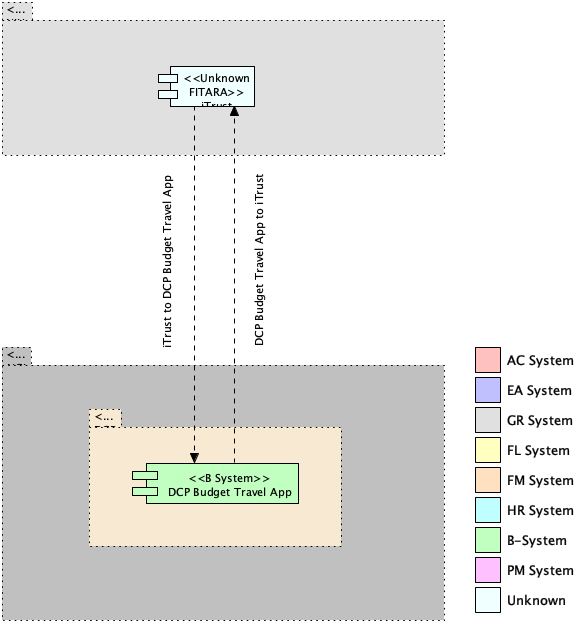 <...
<<Unknown
FITARA>>
iTrust
iTrust to DCP Budget Travel App
DCP Budget Travel App to iTrust
<...
<...
<<B System>>
DCP Budget Travel App
AC System
EA System
GR System
FL System
FM System
HR System
B-System
PM System
Unknown